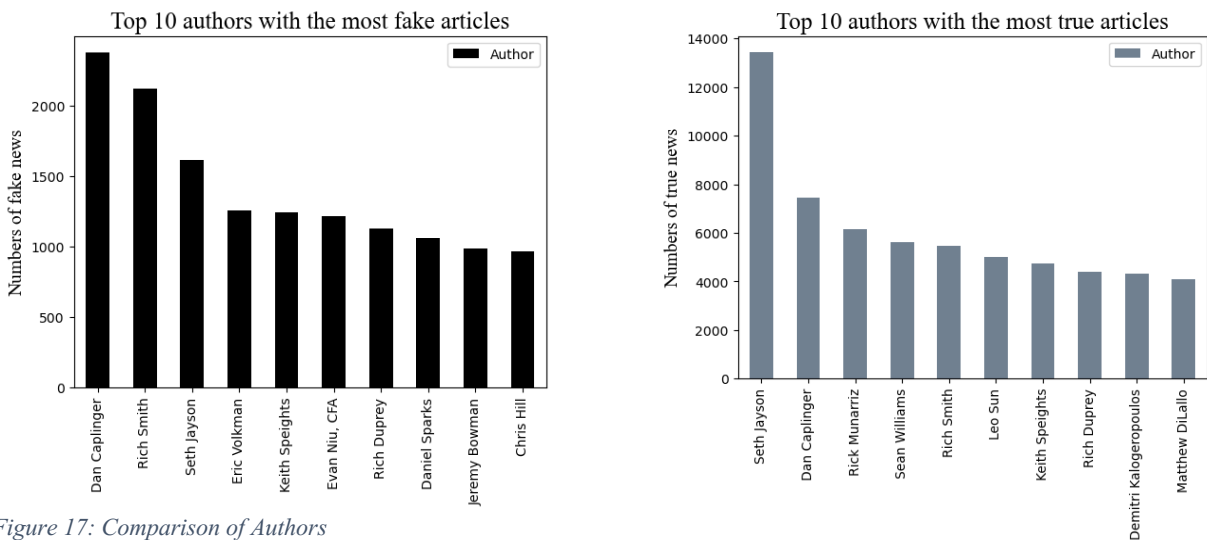 Top 10 authors with the most fake articles
Numbers of fake news
2000
1500
1000
500
0
Author
Dan Caplinger
Rich Smith
Seth Jayson
Eric Volkman
Keith Speights
Evan Niu, CFA
Rich Duprey
Daniel Sparks
Jeremy Bowman
Chris Hill
Top 10 authors with the most true articles
Numbers of true news
14000
12000
10000
8000
6000
4000
2000
0
Author
Seth Jayson
Dan Caplinger
Rick Munarriz
Sean Williams
Rich Smith
Leo Sun
Keith Speights
Rich Duprey
Demitri Kalogeropoulos
Matthew DiLallo
Figure 17: Comparison of Authors